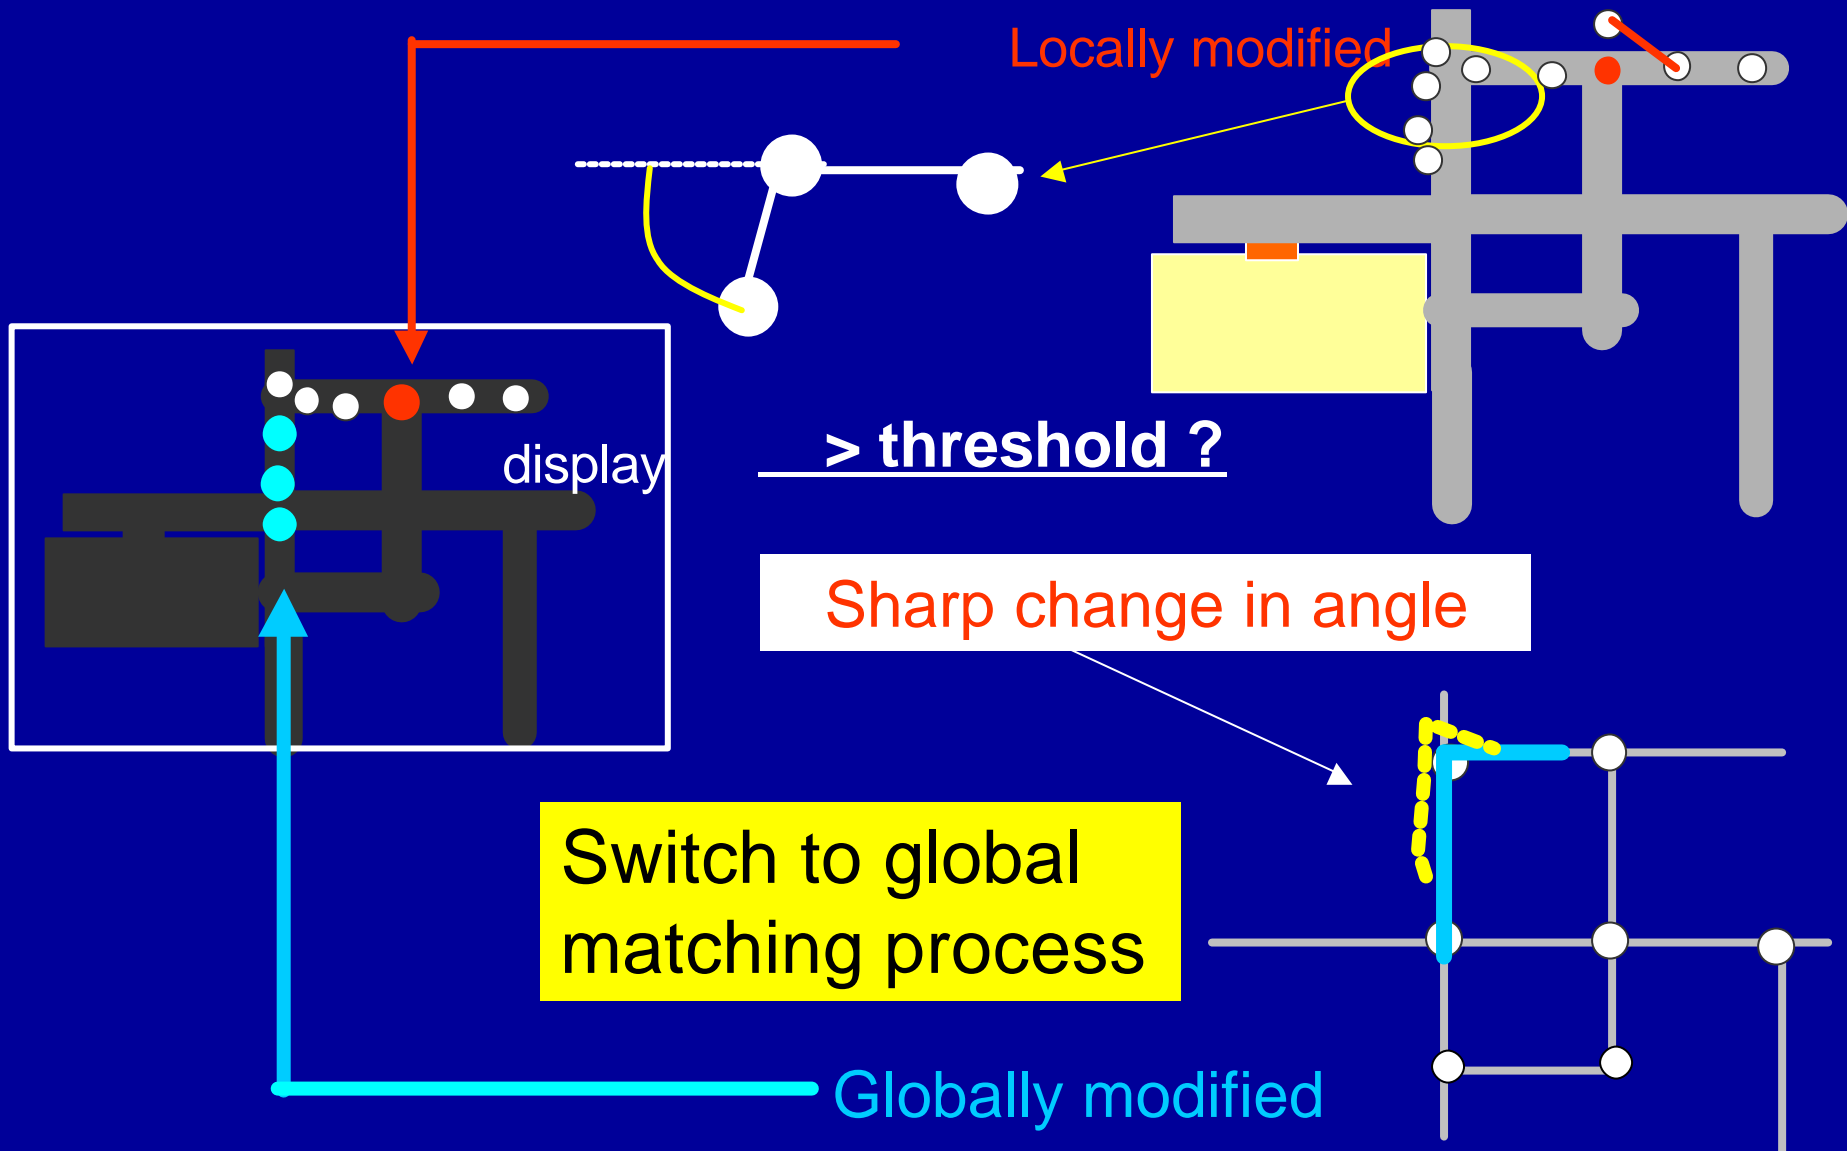 Locally modified
display
> threshold ?
Sharp change in angle
Switch to global
matching process
Globally modified